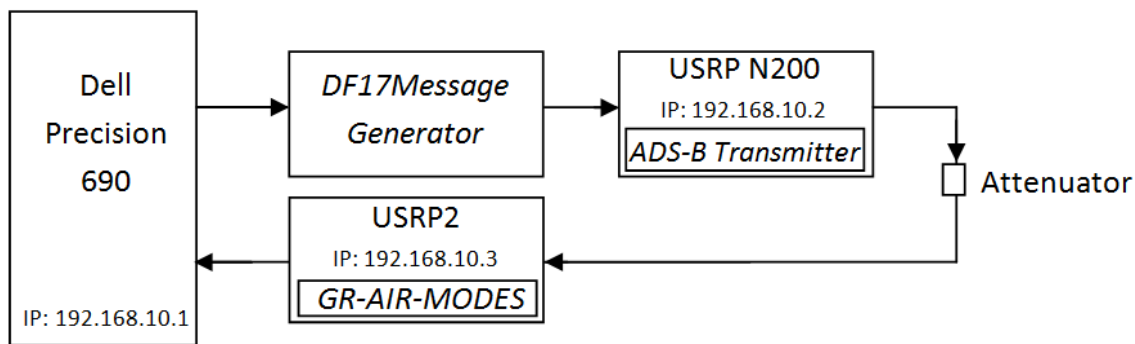 Dell
Precision
690
IP: 192.168.10.1
DF17Message
Generator
USRP N200
IP: 192.168.10.2
ADS-B Transmitter
Attenuator
USRP2
IP: 192.168.10.3
GR-AIR-MODES